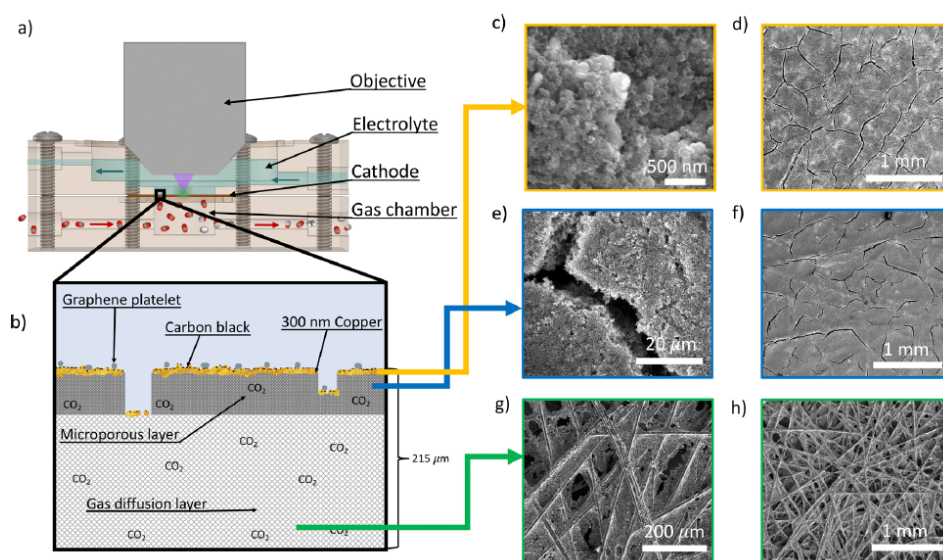 a)
Objective
Electrolyte
Cathode
Gas chamber
b)
Graphene platelet
Carbon black
300 nm Copper
CO2
CO2
CO2
CO2
CO2
Microporous layer
CO2
CO2
215 μm
CO2
CO2
CO2
CO2
Gas diffusion layer
CO2
CO2
CO2
c)
500 nm
d)
1 mm
e)
20 μm
f)
1 mm
g)
200 μm
h)
1 mm